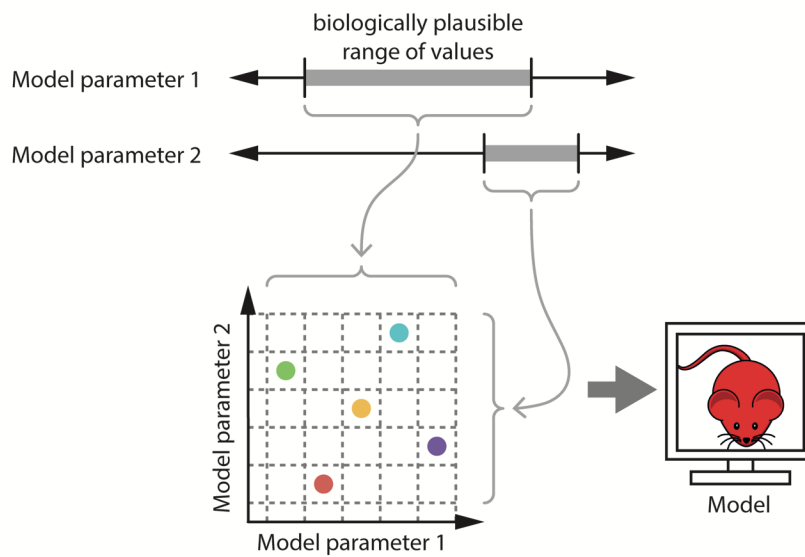 biologically plausible
range of values
Model parameter 1
Model parameter 2
Model parameter 2
Model parameter 1
Model